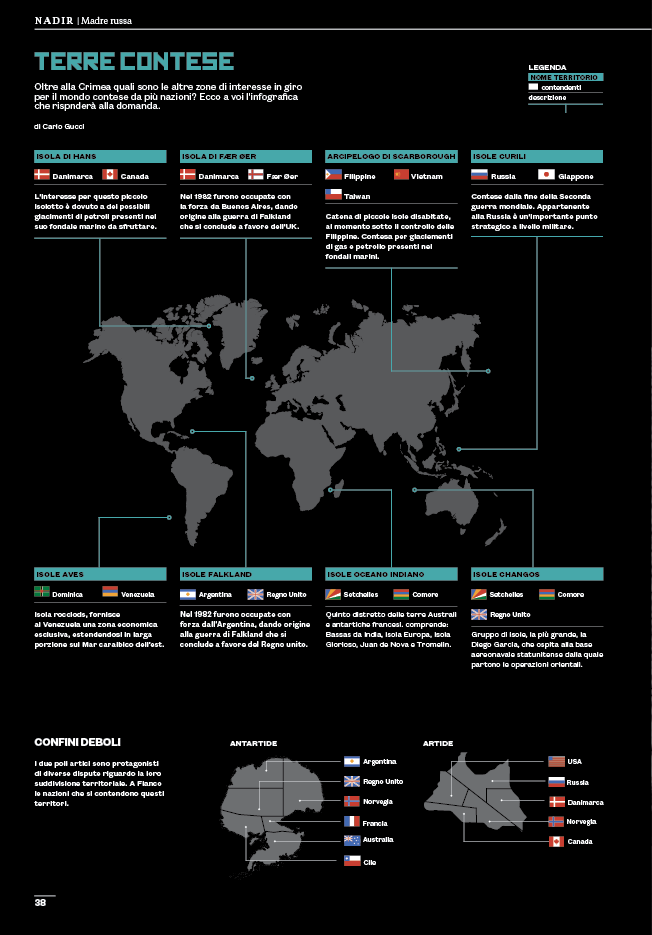 NADIR | Madre russa
TERRE CONTESE
Oltre alla Crimea quali sono le altre zone di interesse in giro
per il mondo contese da più nazioni? Ecco a voi l'infografica
che rispnderà alla domanda.
di Carlo Gucci
LEGENDA
NOME TERRITORIO
contendenti
descrizione
ISOLA DI HANS
Danimarca Canada
L'interesse per questo piccolo
isolotto è dovuto a dei possibili
giacimenti di petroli presenti nel
suo fondale marino da sfruttare.
ISOLA DI FÆR ØER
Danimarca Fær Øer
Nel 1982 furono occupate con
la forza da Buenos Aires, dando
origine alla guerra di Falkland
che si conclude a favore dell'UK.
ARCIPELOGO DI SCARBOROUGH
Filippine Vietnam
Taiwan
Catena di piccole isole disabitate,
al momento sotto il controllo delle
Filippine. Contesa per giacimenti
di gas e petrolio presenti nei
fondali marini.
ISOLE CURILI
Russia Giappone
Contese dalla fine della Seconda
guerra mondiale. Appartenente
alla Russia è un'importante punto
strategico a livello militare.
ISOLE AVES
Dominica Venezuela
Isola rocciods, fornisce
al Venezuela una zona economica
esclusiva, estendendosi in larga
porzione sul Mar caraibico dell'est.
ISOLE FALKLAND
Argentina Regno Unito
Nel 1982 furono occupate con
forza dall'Argentina, dando origine
alla guerra di Falkland che si
conclude a favore del Regno unito.
ISOLE OCEANO INDIANO
Setchelles Comore
Quinto distretto delle terre Australi
e antartiche francesi. comprende:
Bassas da India, Isola Europa, Isola
Glorioso, Juan de Nova e Tromelin.
ISOLE CHANGOS
Setchelles Comore
Regno Unito
Gruppo di isole, la più grande, la
Diego Garcia, che ospita alla base
aereonavale statunitense dalla quale
partono le operazioni orientali.
CONFINI DEBOLI
I due poli artici sono protagonisti
di diverse dispute riguardo la loro
suddivisione territoriale. A Fianco
le nazioni che si contendono questi
territori.
ANTARTIDE
Argentina
Regno Unito
Norvegia
Francia
Australia
Cile
ARTIDE
USA
Russia
Danimarca
Norvegia
Canada
38